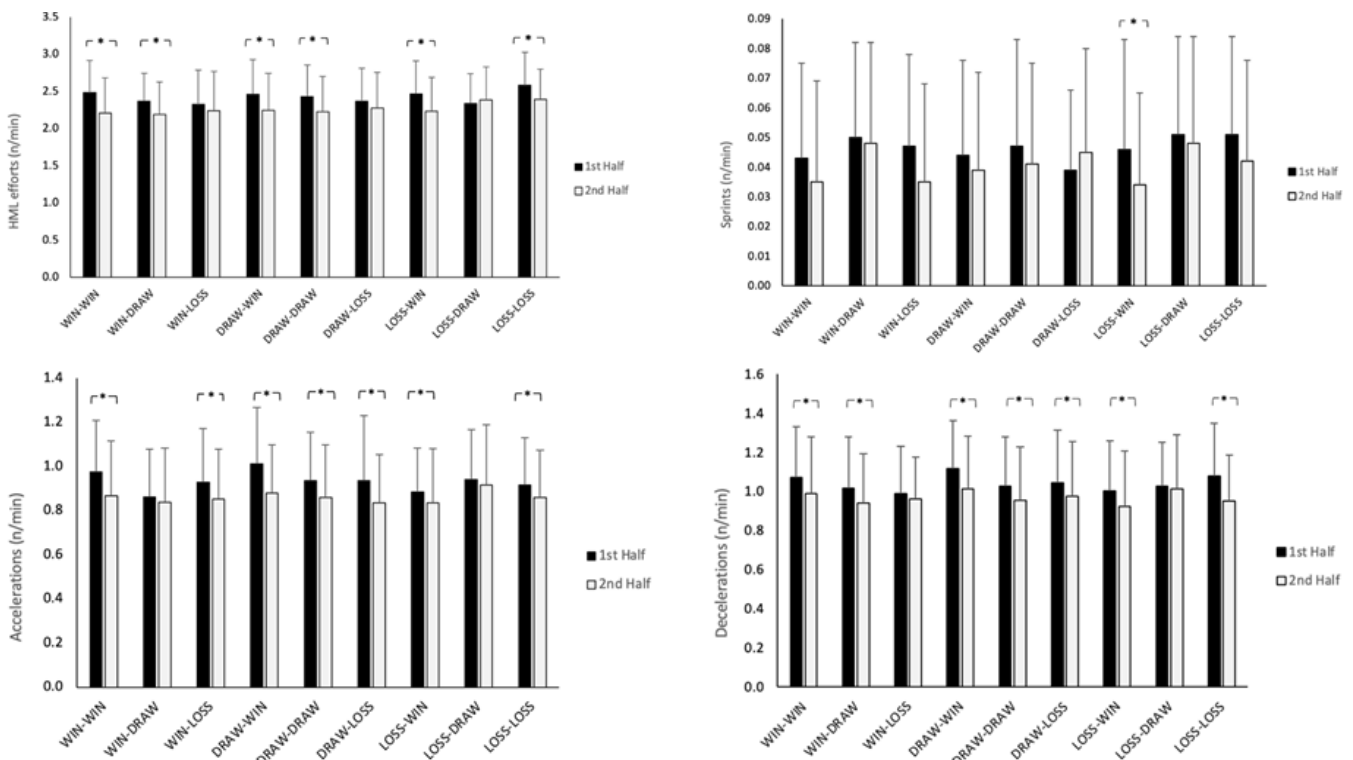 HML efforts (n/min)
3.5
3.0
2.5
2.0
1.5
1.0
0.5
0.0
* * * * * *
WIN-WIN
WIN-DRAW
WIN-LOSS
DRAW-WIN
DRAW-DRAW
DRAW-LOSS
LOSS-WIN
LOSS-DRAW
LOSS-LOSS
1st Half
2nd Half
Sprints (n/min)
0.09
0.08
0.07
0.06
0.05
0.04
0.03
0.02
0.01
0.00
*
WIN-WIN
WIN-DRAW
WIN-LOSS
DRAW-WIN
DRAW-DRAW
DRAW-LOSS
LOSS-WIN
LOSS-DRAW
LOSS-LOSS
1st Half
2nd Half
Accelerations (n/min)
1.4
1.2
1.0
0.8
0.6
0.4
0.2
0.0
* * * * * * *
WIN-WIN
WIN-DRAW
WIN-LOSS
DRAW-WIN
DRAW-DRAW
DRAW-LOSS
LOSS-WIN
LOSS-DRAW
LOSS-LOSS
1st Half
2nd Half
Decelerations (n/min)
1.6
1.4
1.2
1.0
0.8
0.6
0.4
0.2
0.0
* * * * * * *
WIN-WIN
WIN-DRAW
WIN-LOSS
DRAW-WIN
DRAW-DRAW
DRAW-LOSS
LOSS-WIN
LOSS-DRAW
LOSS-LOSS
1st Half
2nd Half